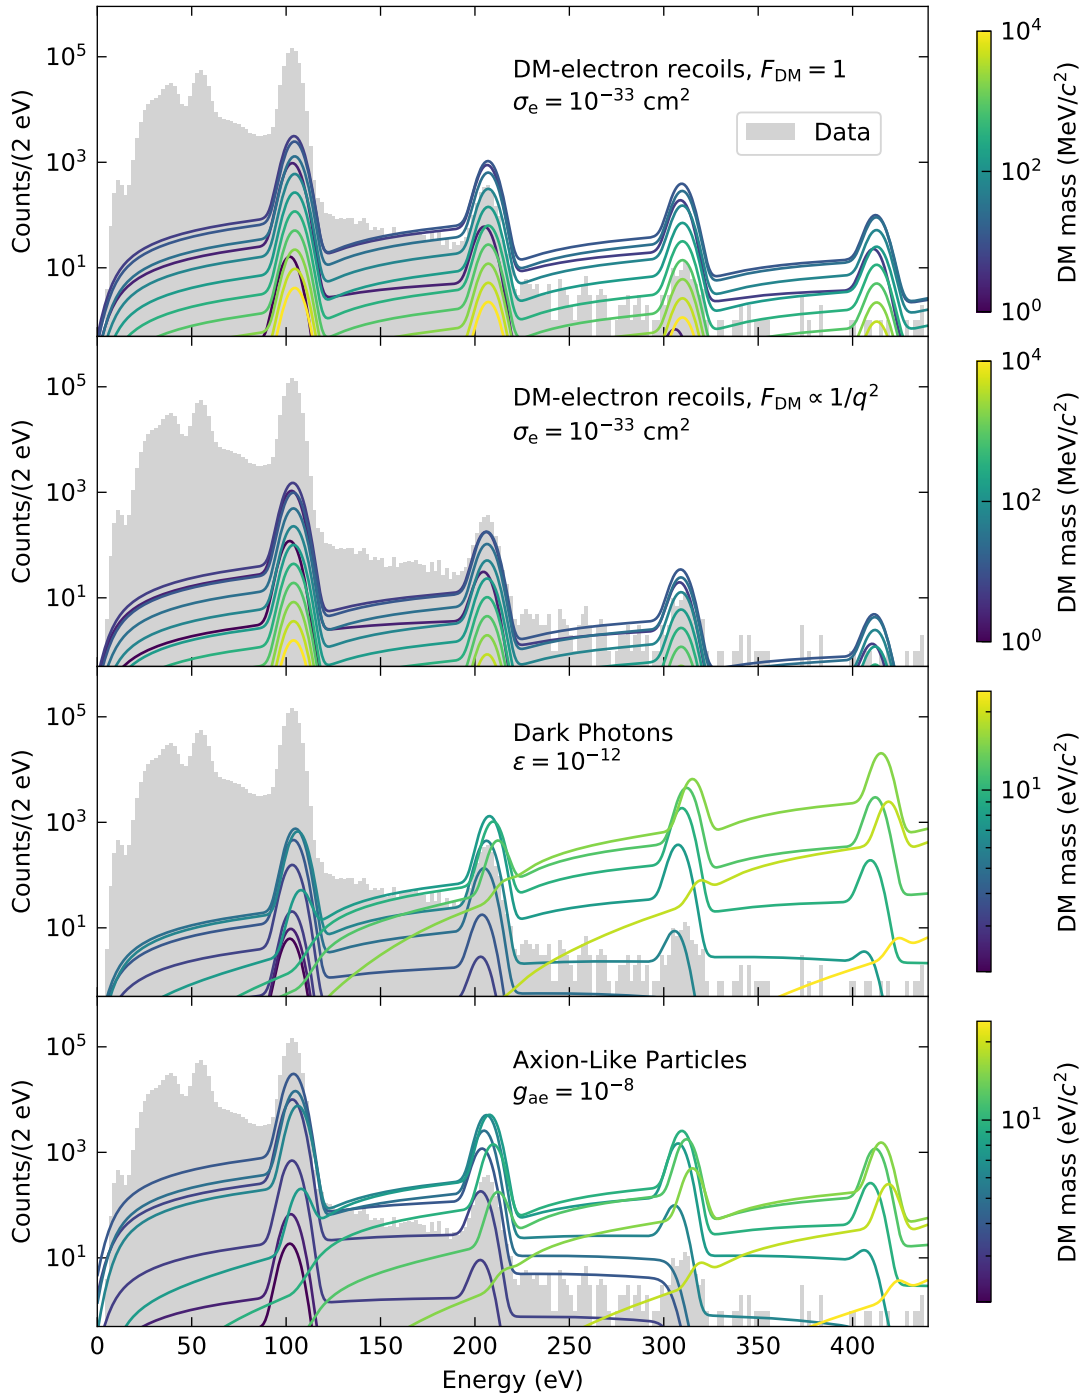 DM-electron recoils, F_DM = 1
σ_e = 10^−33 cm^2
Data
Counts/(2 eV)
10^5
10^3
10^1
10^4
10^2
10^0
DM mass (MeV/c^2)
DM-electron recoils, F_DM ∝ 1/q^2
σ_e = 10^−33 cm^2
Counts/(2 eV)
10^5
10^3
10^1
10^4
10^2
10^0
DM mass (MeV/c^2)
Dark Photons
ε = 10^−12
Counts/(2 eV)
10^5
10^3
10^1
10^1
DM mass (eV/c^2)
Axion-Like Particles
g_ae = 10^−8
Counts/(2 eV)
10^5
10^3
10^1
10^1
DM mass (eV/c^2)
0 50 100 150 200 250 300 350 400
Energy (eV)